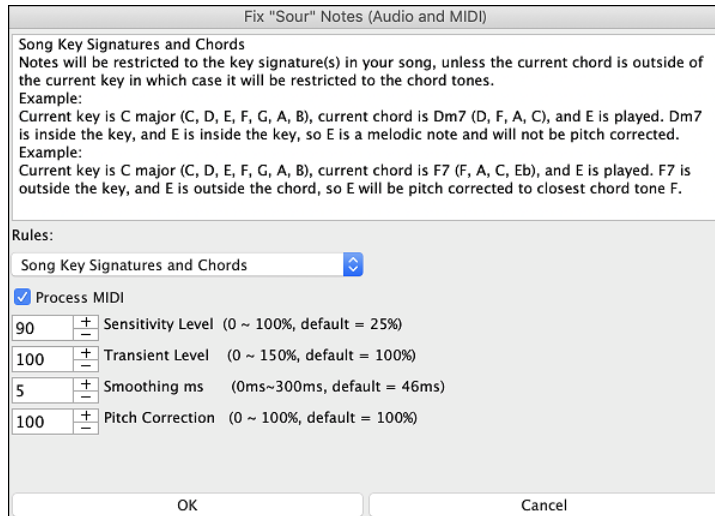 Fix "Sour" Notes (Audio and MIDI)
Song Key Signatures and Chords
Notes will be restricted to the key signature(s) in your song, unless the current chord is outside of
the current key in which case it will be restricted to the chord tones.
Example:
Current key is C major (C, D, E, F, G, A, B), current chord is Dm7 (D, F, A, C), and E is played. Dm7
is inside the key, and E is inside the key, so E is a melodic note and will not be pitch corrected.
Example:
Current key is C major (C, D, E, F, G, A, B), current chord is F7 (F, A, C, Eb), and E is played. F7 is
outside the key, and E is outside the chord, so E will be pitch corrected to closest chord tone F.
Rules:
Song Key Signatures and Chords
Process MIDI
90 + − Sensitivity Level (0 ~ 100%, default = 25%)
100 + − Transient Level (0 ~ 150%, default = 100%)
5 + − Smoothing ms (0ms~300ms, default = 46ms)
100 + − Pitch Correction (0 ~ 100%, default = 100%)
OK Cancel